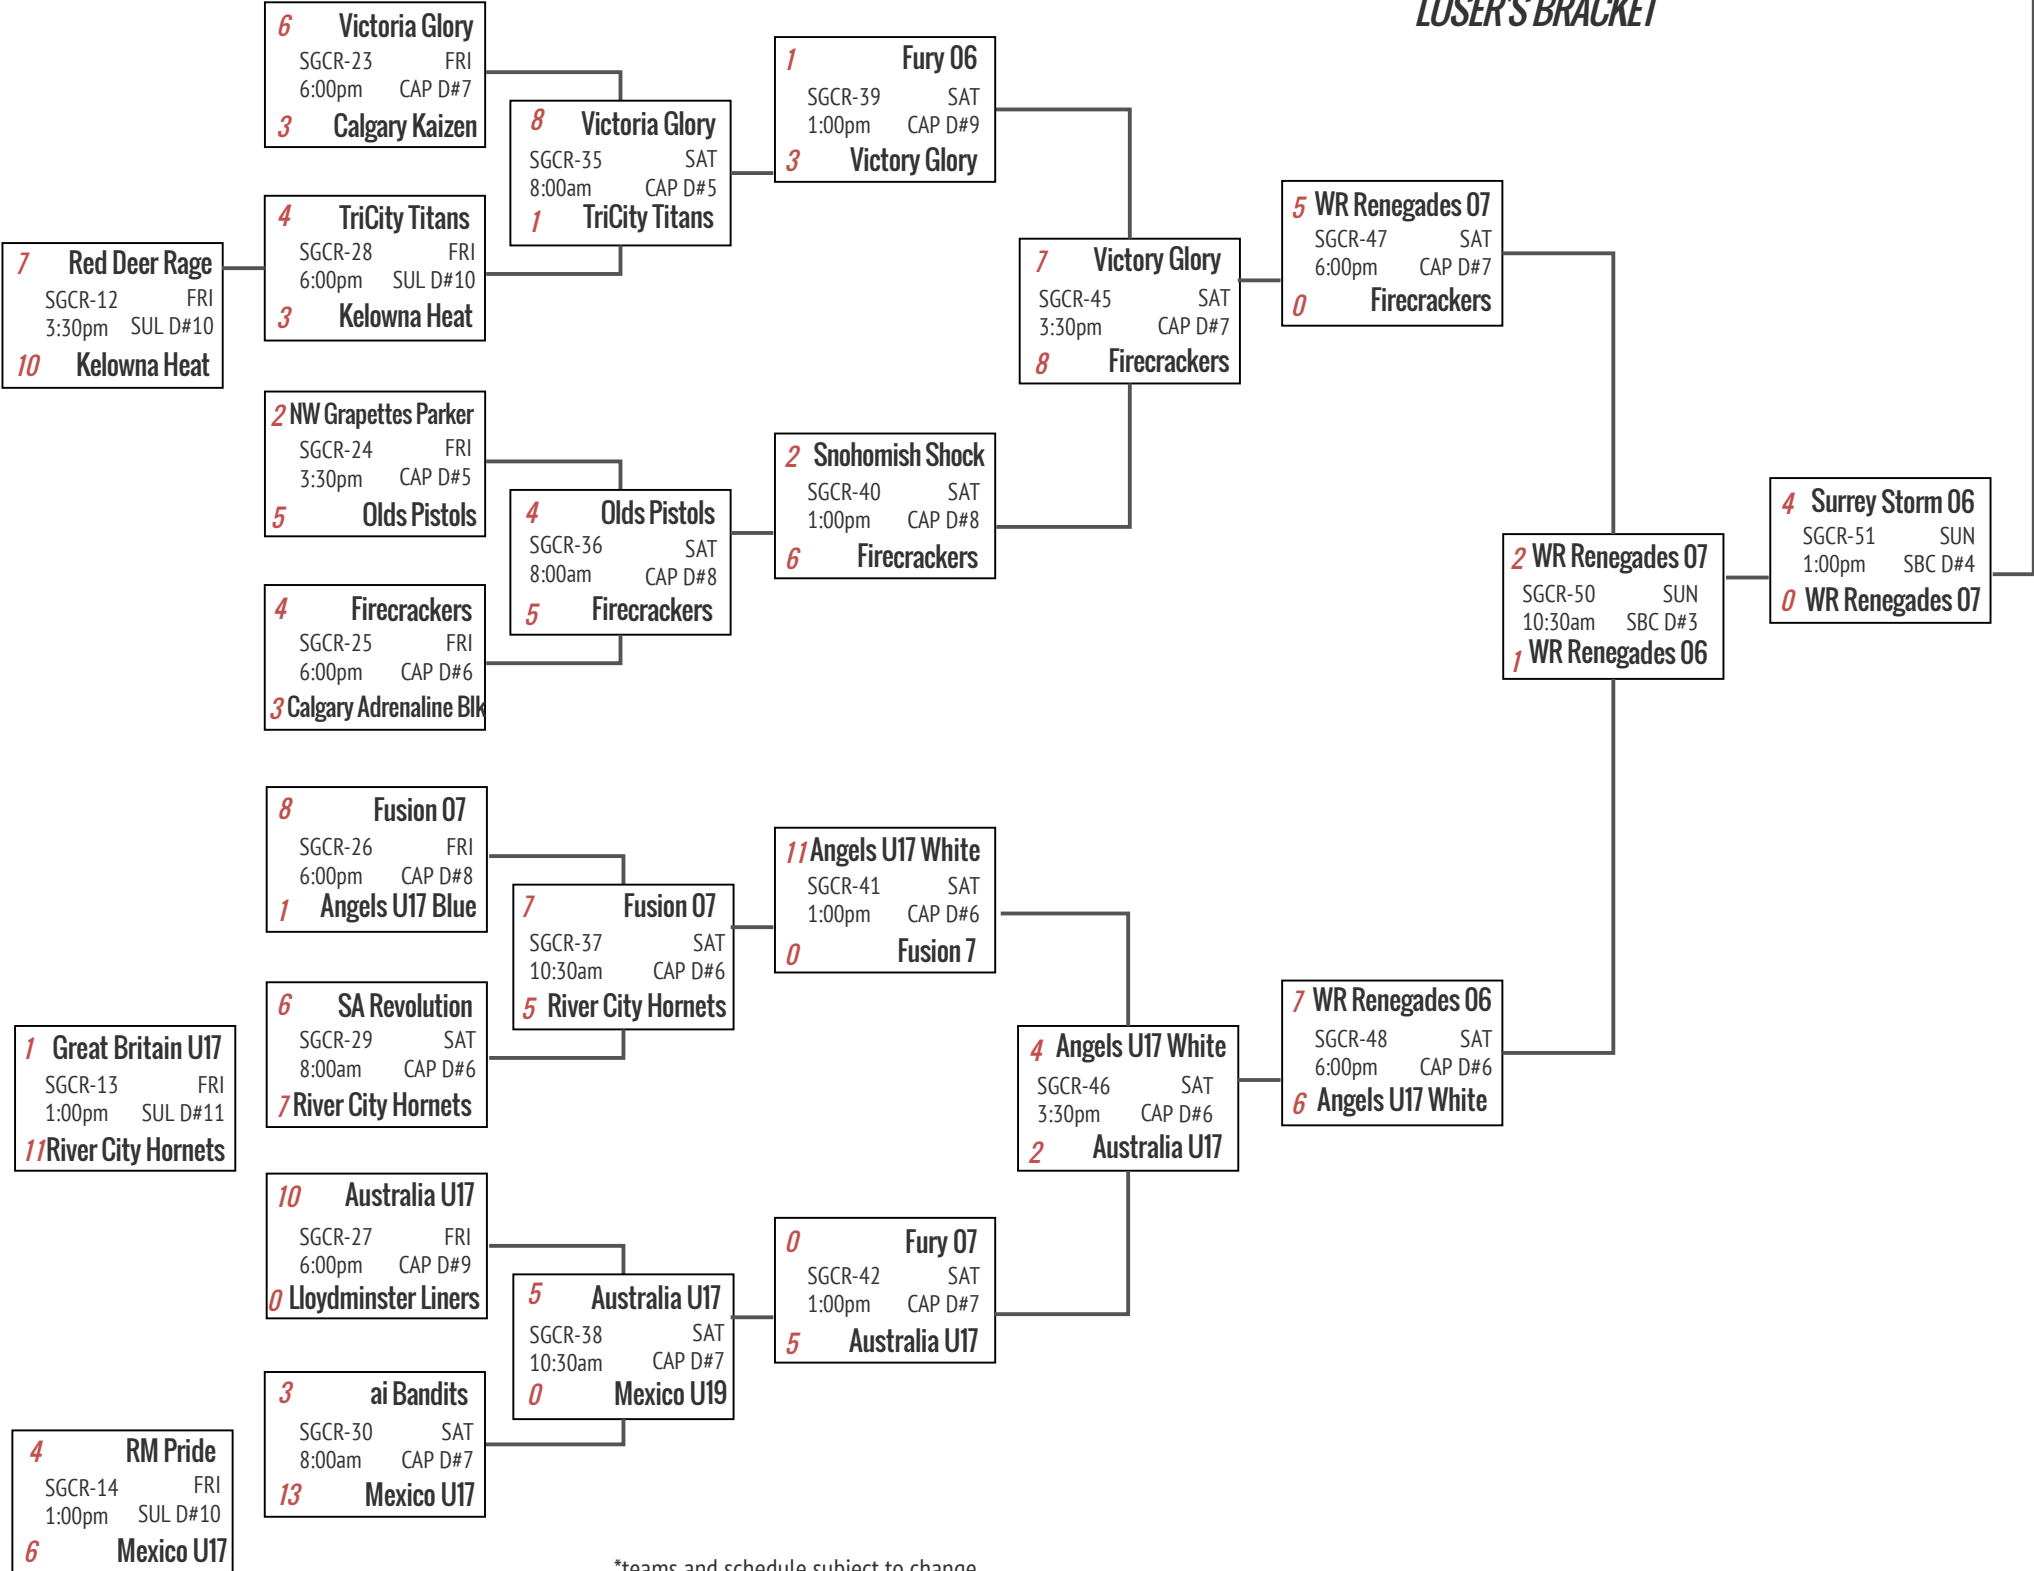 LOSER'S BRACKET
7 Red Deer Rage
SGCR-12 FRI
3:30pm SUL D#10
10 Kelowna Heat
1 Great Britain U17
SGCR-13 FRI
1:00pm SUL D#11
11 River City Hornets
4 RM Pride
SGCR-14 FRI
1:00pm SUL D#10
6 Mexico U17
6 Victoria Glory
SGCR-23 FRI
6:00pm CAP D#7
3 Calgary Kaizen
4 TriCity Titans
SGCR-28 FRI
6:00pm SUL D#10
3 Kelowna Heat
2 NW Grapettes Parker
SGCR-24 FRI
3:30pm CAP D#5
5 Olds Pistols
4 Firecrackers
SGCR-25 FRI
6:00pm CAP D#6
3 Calgary Adrenaline Blk
8 Fusion 07
SGCR-26 FRI
6:00pm CAP D#8
1 Angels U17 Blue
6 SA Revolution
SGCR-29 SAT
8:00am CAP D#6
7 River City Hornets
10 Australia U17
SGCR-27 FRI
6:00pm CAP D#9
0 Lloydminster Liners
3 ai Bandits
SGCR-30 SAT
8:00am CAP D#7
13 Mexico U17
8 Victoria Glory
SGCR-35 SAT
8:00am CAP D#5
1 TriCity Titans
4 Olds Pistols
SGCR-36 SAT
8:00am CAP D#8
5 Firecrackers
7 Fusion 07
SGCR-37 SAT
10:30am CAP D#6
5 River City Hornets
5 Australia U17
SGCR-38 SAT
10:30am CAP D#7
0 Mexico U19
1 Fury 06
SGCR-39 SAT
1:00pm CAP D#9
3 Victory Glory
2 Snohomish Shock
SGCR-40 SAT
1:00pm CAP D#8
6 Firecrackers
11 Angels U17 White
SGCR-41 SAT
1:00pm CAP D#6
0 Fusion 7
0 Fury 07
SGCR-42 SAT
1:00pm CAP D#7
5 Australia U17
7 Victory Glory
SGCR-45 SAT
3:30pm CAP D#7
8 Firecrackers
4 Angels U17 White
SGCR-46 SAT
3:30pm CAP D#6
2 Australia U17
5 WR Renegades 07
SGCR-47 SAT
6:00pm CAP D#7
0 Firecrackers
7 WR Renegades 06
SGCR-48 SAT
6:00pm CAP D#6
6 Angels U17 White
2 WR Renegades 07
SGCR-50 SUN
10:30am SBC D#3
1 WR Renegades 06
4 Surrey Storm 06
SGCR-51 SUN
1:00pm SBC D#4
0 WR Renegades 07
*teams and schedule subject to change